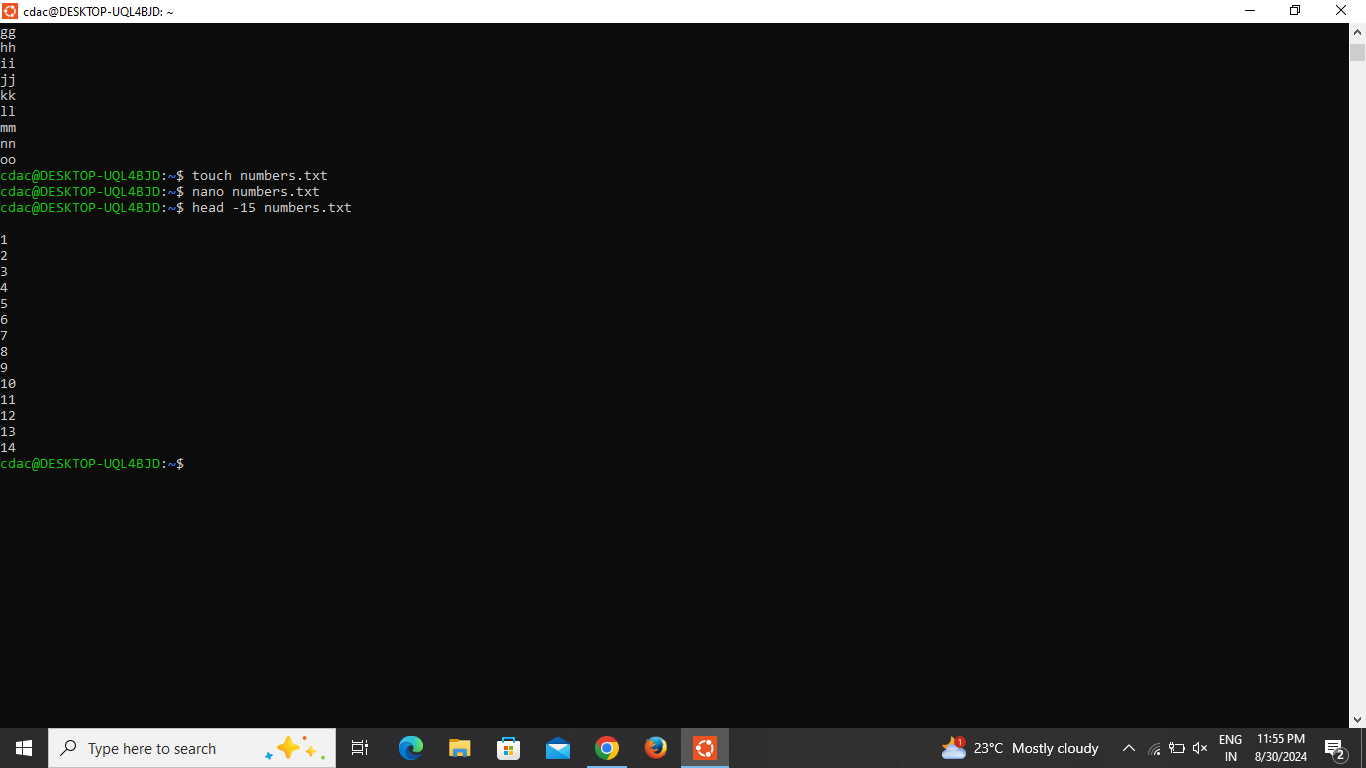 cdac@DESKTOP-UQL4BJD: ~
gg
hh
ii
jj
kk
ll
mm
nn
oo
cdac@DESKTOP-UQL4BJD:~$ touch numbers.txt
cdac@DESKTOP-UQL4BJD:~$ nano numbers.txt
cdac@DESKTOP-UQL4BJD:~$ head -15 numbers.txt
1
2
3
4
5
6
7
8
9
10
11
12
13
14
cdac@DESKTOP-UQL4BJD:~$
Type here to search
1
23°C Mostly cloudy
ENG
IN
11:55 PM
8/30/2024
2